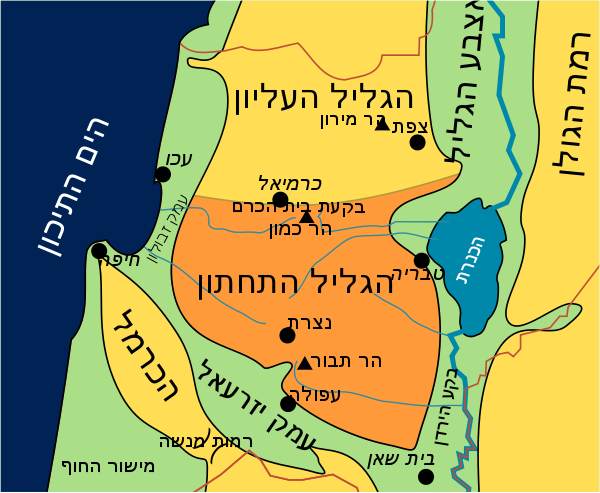 אצבע הגליל
רמת הגולן
הגליל העליון
הר מירון
צפת
הים התיכון
עכו
כרמיאל
בקעת בית הכרם
הר כמון
עמק זבולון
חיפה
הכנרת
טבריה
הגליל התחתון
נצרת
הר תבור
הכרמל
עמק יזרעאל
עפולה
בקע הירדן
רמות מנשה
מישור החוף
בית שאן